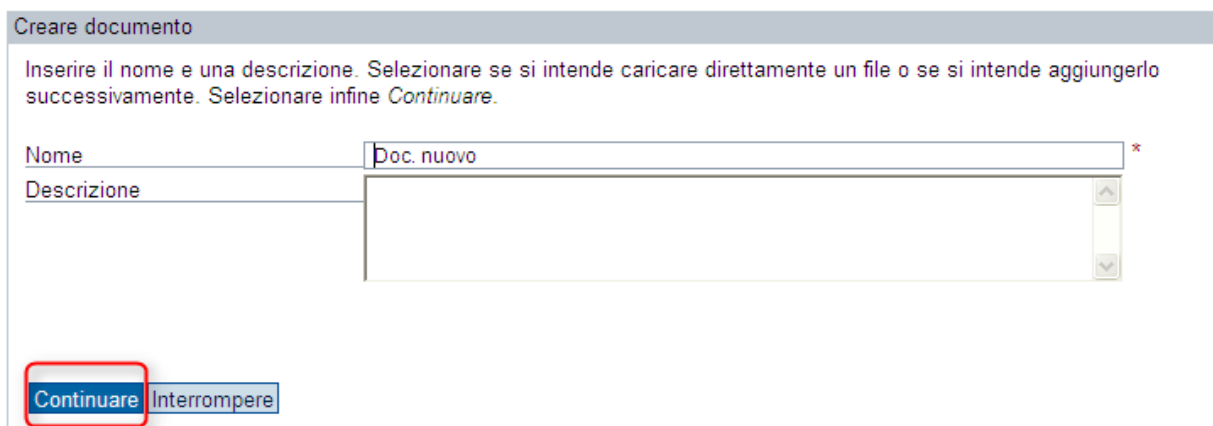 Creare documento
Inserire il nome e una descrizione. Selezionare se si intende caricare direttamente un file o se si intende aggiungerlo
successivamente. Selezionare infine Continuare.
Nome Doc. nuovo *
Descrizione
Continuare Interrompere